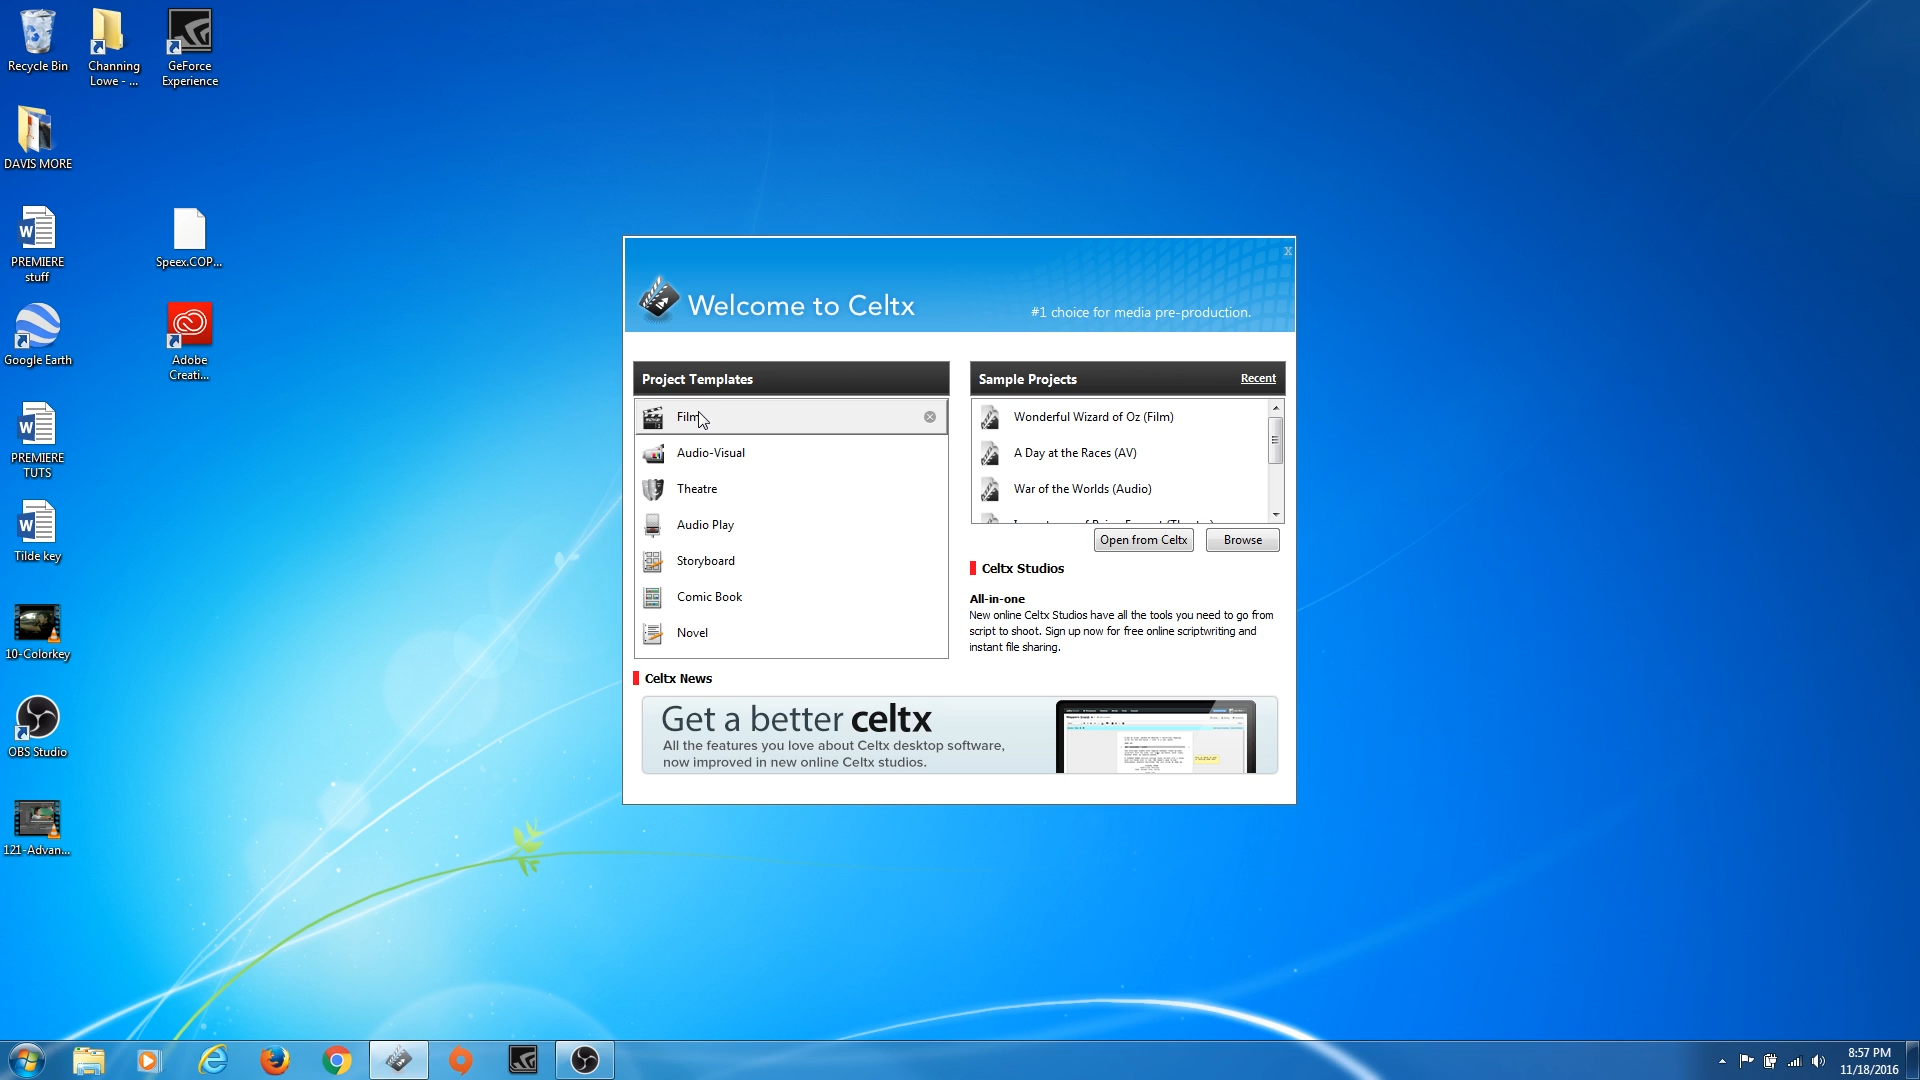 Recycle Bin
Channing
Lowe - ...
GeForce
Experience
DAVIS MORE
PREMIERE
stuff
Speex.COP...
Google Earth
Adobe
Creati...
PREMIERE
TUTS
Tilde key
10-Colorkey
OBS Studio
121-Advan...
X
Welcome to Celtx
#1 choice for media pre-production.
Project Templates
Film
Audio-Visual
Theatre
Audio Play
Storyboard
Comic Book
Novel
Sample Projects
Recent
Wonderful Wizard of Oz (Film)
A Day at the Races (AV)
War of the Worlds (Audio)
Open from Celtx
Browse
Celtx Studios
All-in-one
New online Celtx Studios have all the tools you need to go from
script to shoot. Sign up now for free online scriptwriting and
instant file sharing.
Celtx News
Get a better celtx
All the features you love about Celtx desktop software,
now improved in new online Celtx studios.
8:57 PM
11/18/2016